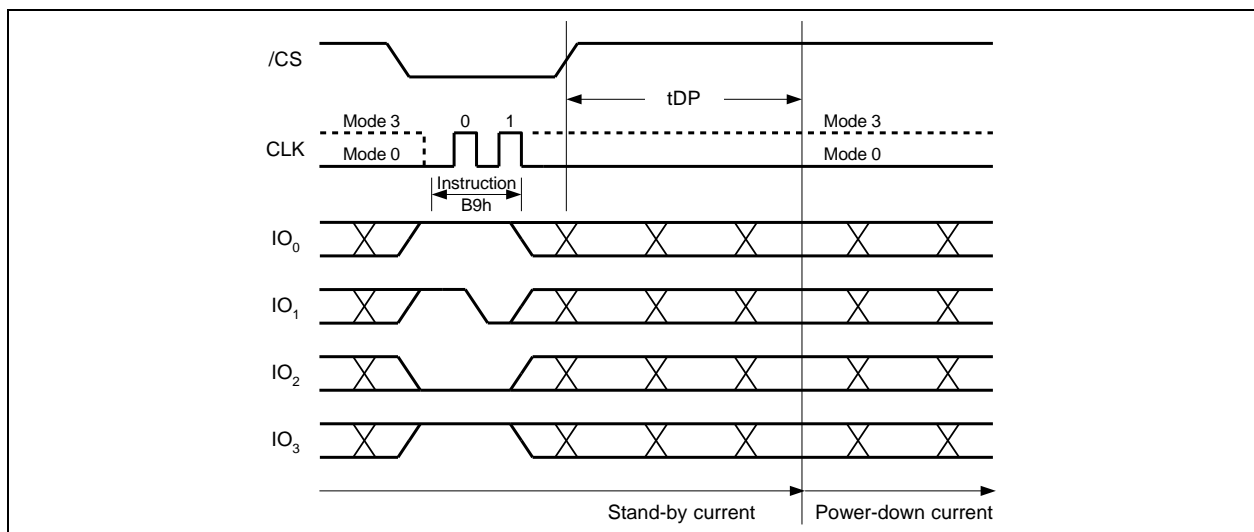 /CS
tDP
Mode 3 0 1 Mode 3
CLK
Mode 0 Mode 0
Instruction
B9h
IO0
IO1
IO2
IO3
Stand-by current Power-down current